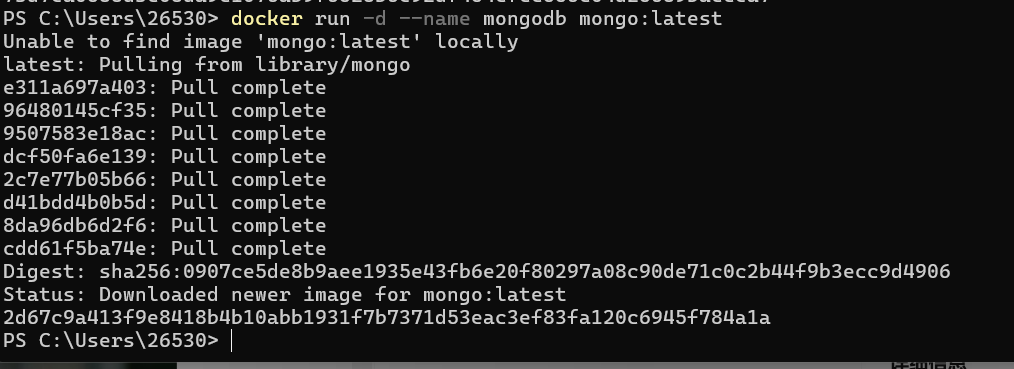 PS C:\Users\26530> docker run -d --name mongodb mongo:latest
Unable to find image 'mongo:latest' locally
latest: Pulling from library/mongo
e311a697a403: Pull complete
96480145cf35: Pull complete
9507583e18ac: Pull complete
dcf50fa6e139: Pull complete
2c7e77b05b66: Pull complete
d41bdd4b0b5d: Pull complete
8da96db6d2f6: Pull complete
cdd61f5ba74e: Pull complete
Digest: sha256:0907ce5de8b9aee1935e43fb6e20f80297a08c90de71c0c2b44f9b3ecc9d4906
Status: Downloaded newer image for mongo:latest
2d67c9a413f9e8418b4b10abb1931f7b7371d53eac3ef83fa120c6945f784a1a
PS C:\Users\26530>